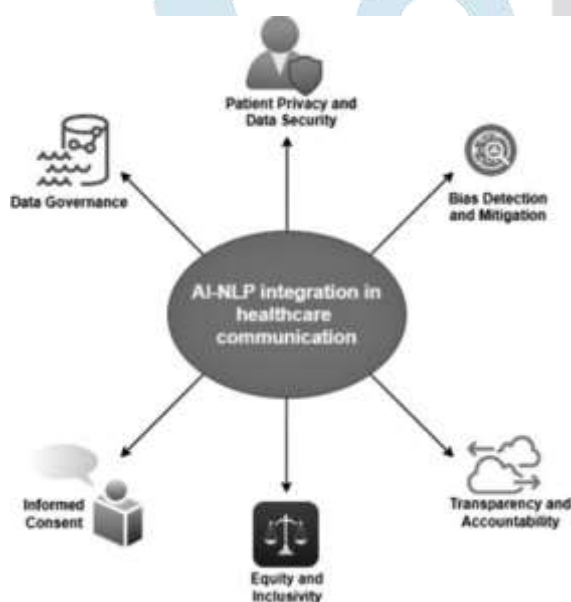 Patient Privacy and
Data Security
Data Governance
Bias Detection
and Mitigation
AI-NLP integration in
healthcare
communication
Informed
Consent
Transparency and
Accountability
Equity and
Inclusivity